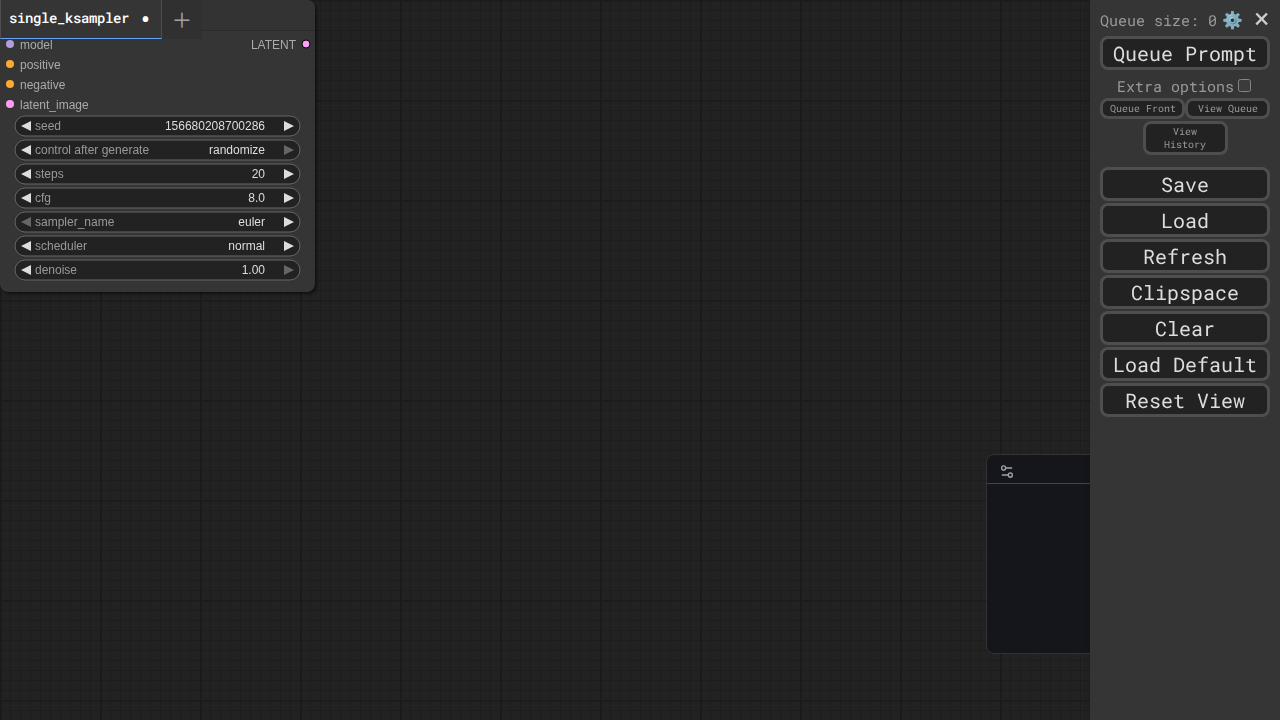 single_ksampler
model
LATENT
positive
negative
latent_image
seed 156680208700286
control after generate randomize
steps 20
cfg 8.0
sampler_name euler
scheduler normal
denoise 1.00
Queue size: 0
Queue Prompt
Extra options
Queue Front
View Queue
View
History
Save
Load
Refresh
Clipspace
Clear
Load Default
Reset View